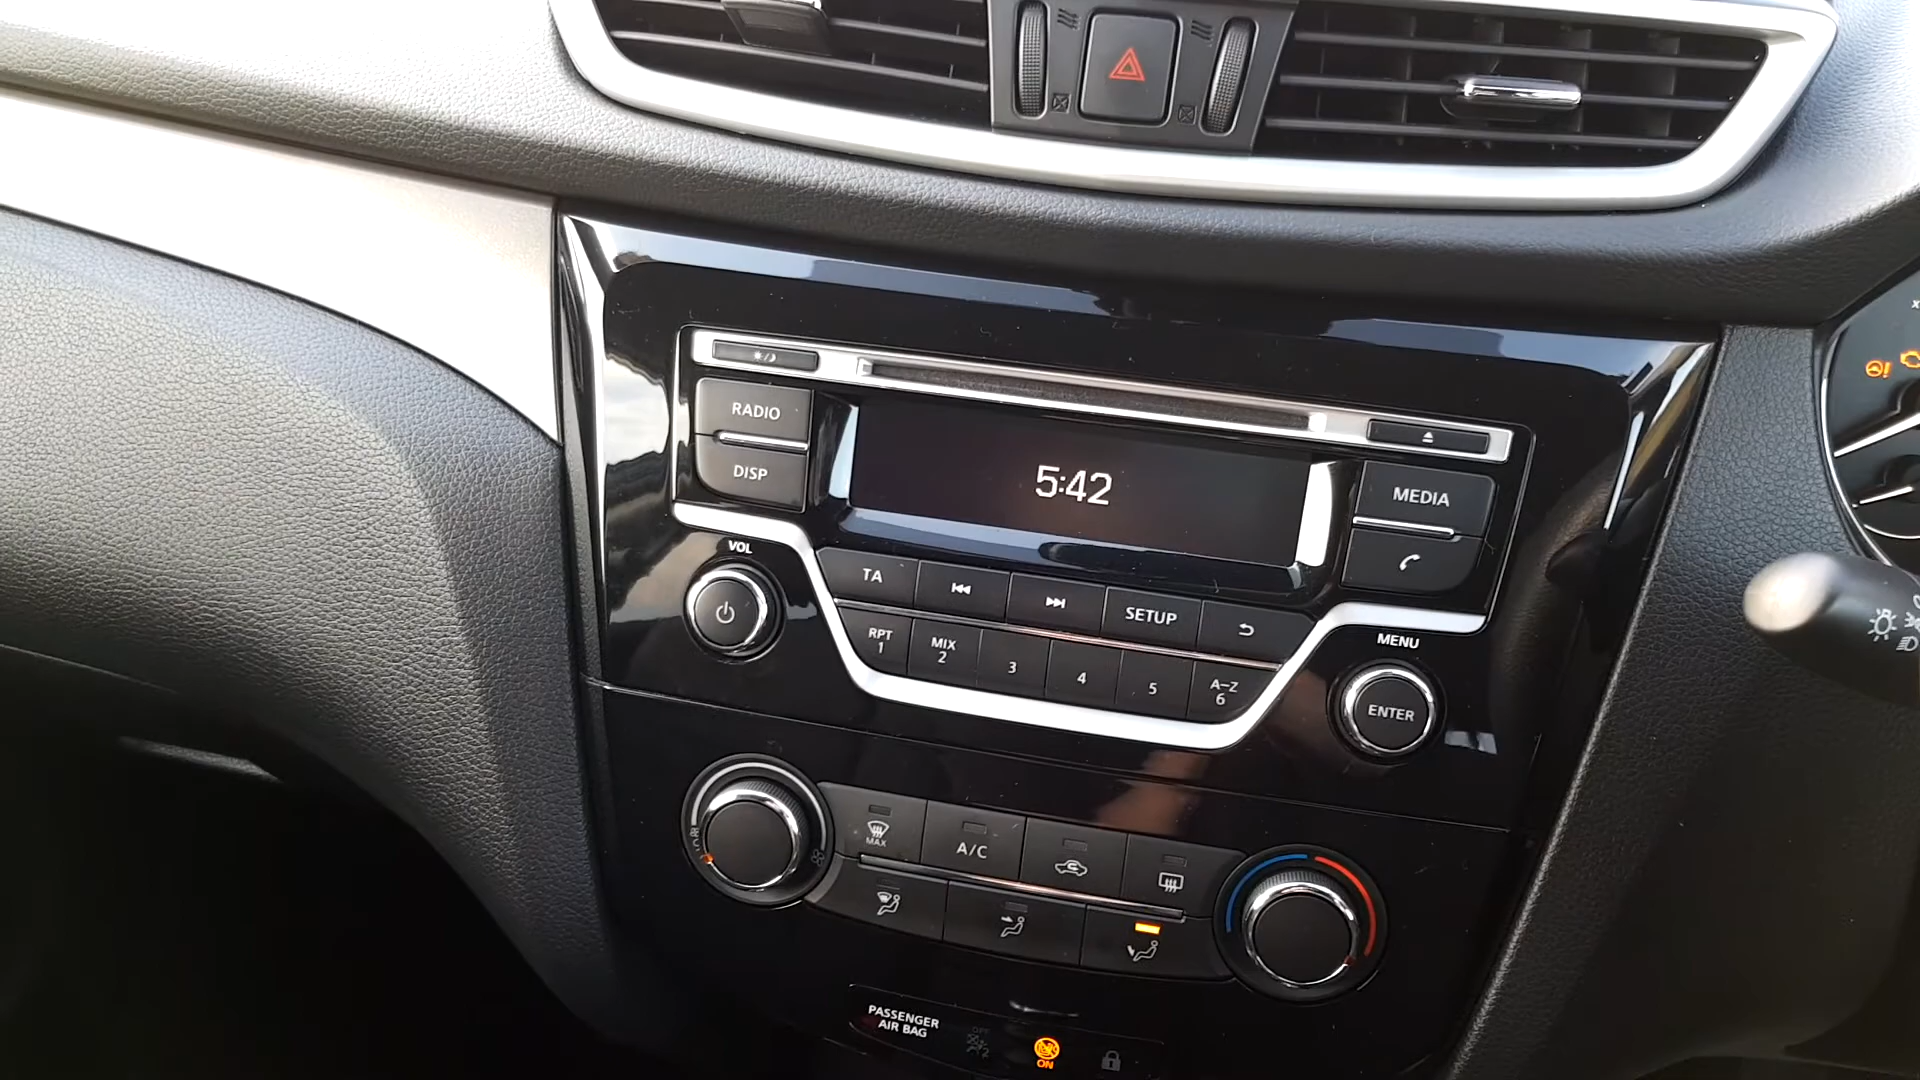 RADIO
5:42
DISP
MEDIA
VOL
TA
SETUP
MENU
RPT
1
MIX
2
3
4
5
A-Z
6
ENTER
MAX
A/C
PASSENGER
AIR BAG
ON